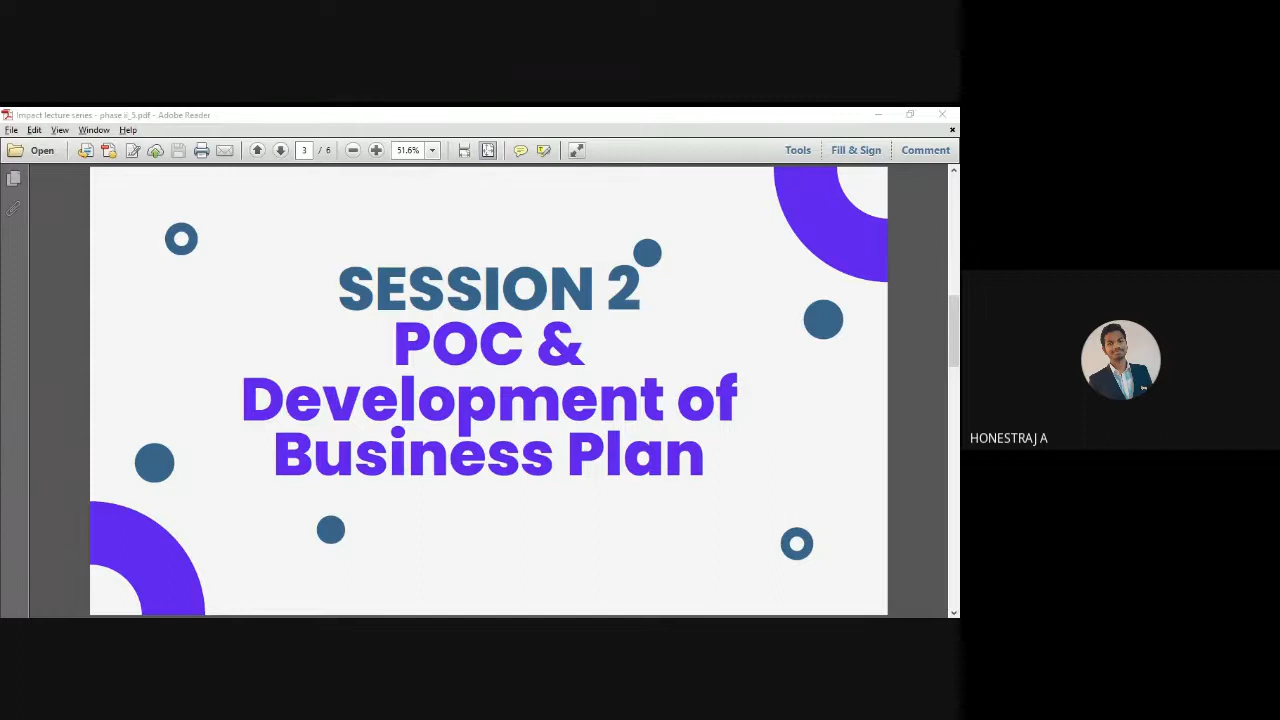 Impact lecture series - phase ii_5.pdf - Adobe Reader
File Edit View Window Help
Open 3 / 6 51.6% Tools Fill & Sign Comment
SESSION 2
POC &
Development of
Business Plan
HONESTRAJ A